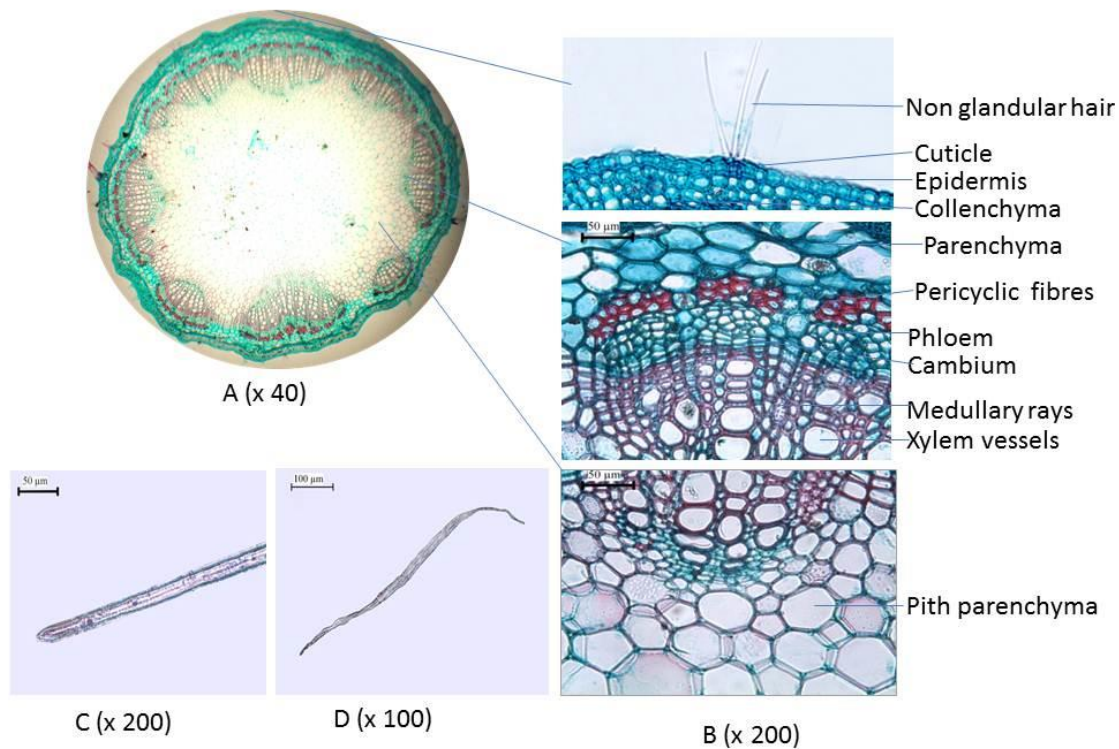 Non glandular hair
Cuticle
Epidermis
Collenchyma
50 µm
Parenchyma
Pericyclic fibres
Phloem
Cambium
Medullary rays
Xylem vessels
A (x 40)
50 µm
100 µm
50 µm
Pith parenchyma
C (x 200)
D (x 100)
B (x 200)